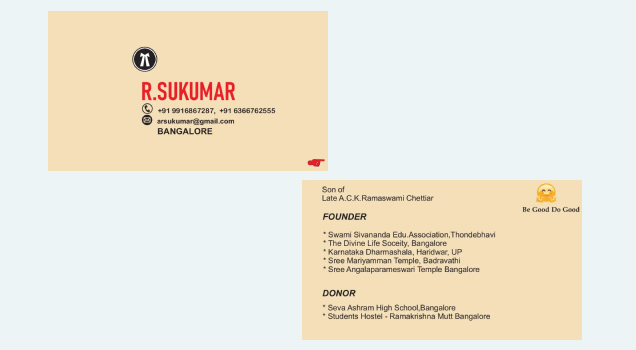 R.SUKUMAR
+91 9916867287, +91 6366762555
arsukumar@gmail.com
BANGALORE
Son of
Late A.C.K.Ramaswami Chettiar
Be Good Do Good
FOUNDER
* Swami Sivananda Edu.Association,Thondebhavi
* The Divine Life Soceity, Bangalore
* Karnataka Dharmashala, Haridwar, UP
* Sree Mariyamman Temple, Badravathi
* Sree Angalaparameswari Temple Bangalore
DONOR
* Seva Ashram High School,Bangalore
* Students Hostel - Ramakrishna Mutt Bangalore